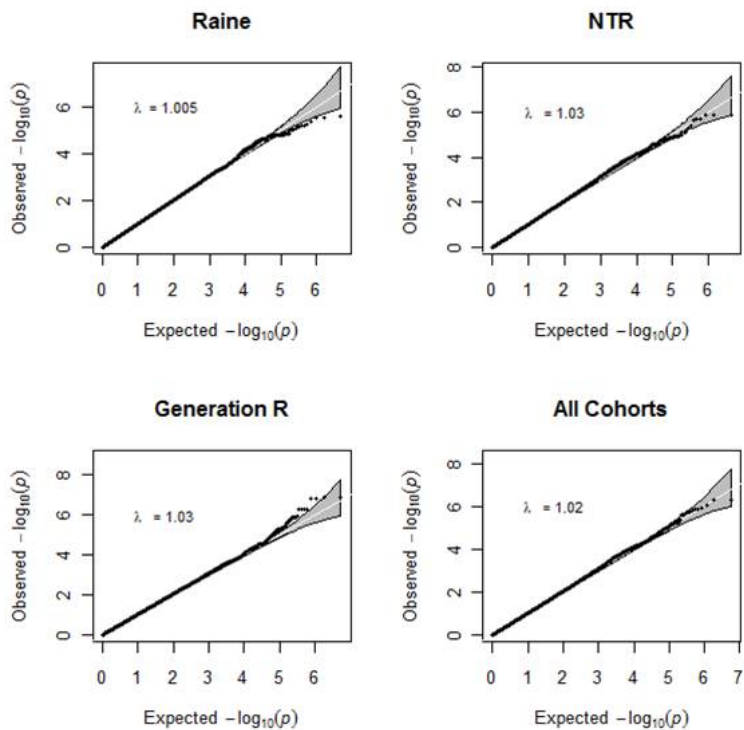 Raine
Observed −log10(p)
6
4
2
0
λ = 1.005
0 1 2 3 4 5 6
Expected −log10(p)
NTR
Observed −log10(p)
8
6
4
2
0
λ = 1.03
0 1 2 3 4 5 6
Expected −log10(p)
Generation R
Observed −log10(p)
8
6
4
2
0
λ = 1.03
0 1 2 3 4 5 6
Expected −log10(p)
All Cohorts
Observed −log10(p)
8
6
4
2
0
λ = 1.02
0 1 2 3 4 5 6 7
Expected −log10(p)